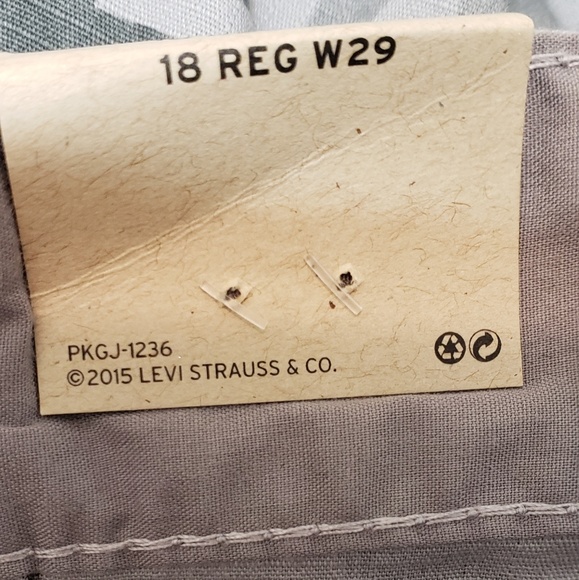 18 REG W29
PKGJ-1236
©2015 LEVI STRAUSS & CO.